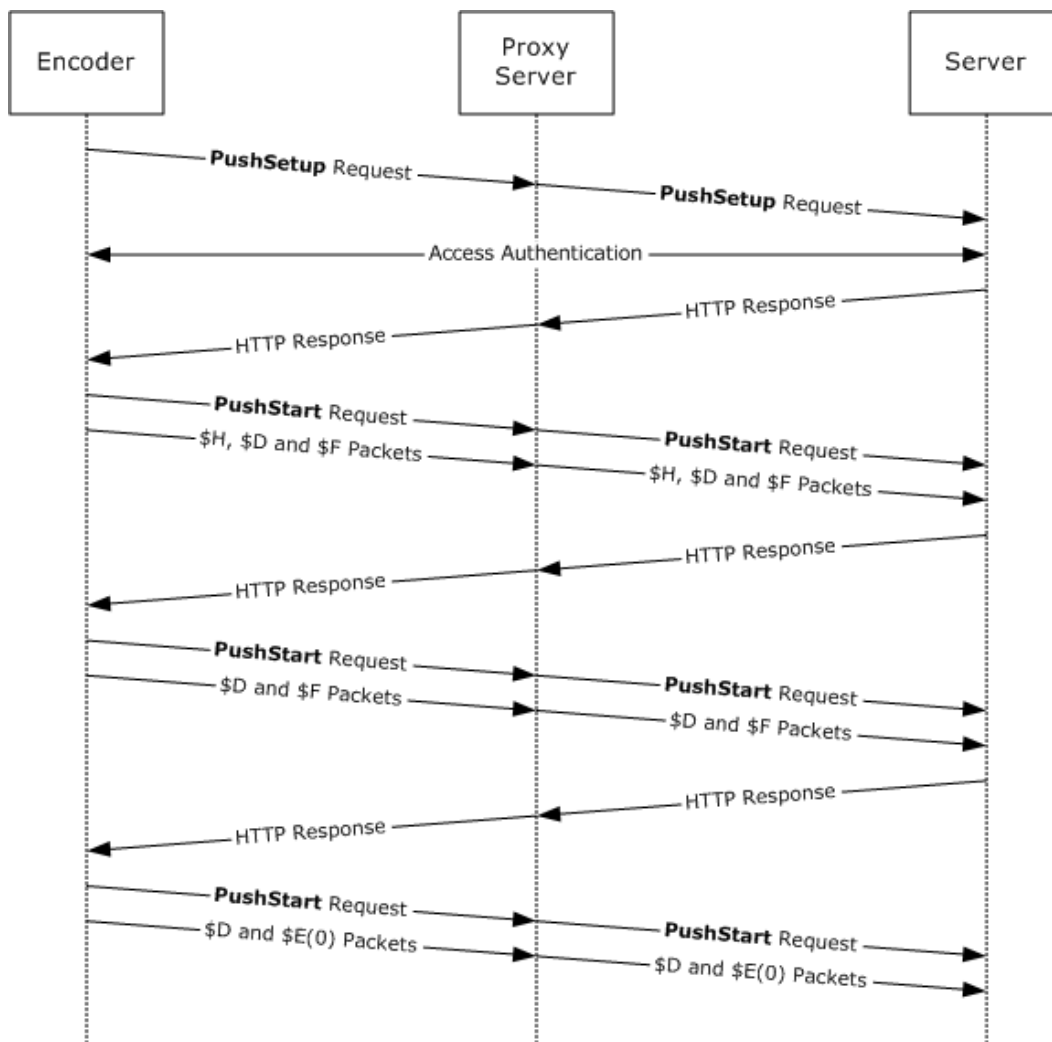 Encoder
Proxy
Server
Server
PushSetup Request
PushSetup Request
Access Authentication
HTTP Response
HTTP Response
PushStart Request
$H, $D and $F Packets
PushStart Request
$H, $D and $F Packets
HTTP Response
HTTP Response
PushStart Request
$D and $F Packets
PushStart Request
$D and $F Packets
HTTP Response
HTTP Response
PushStart Request
$D and $E(0) Packets
PushStart Request
$D and $E(0) Packets